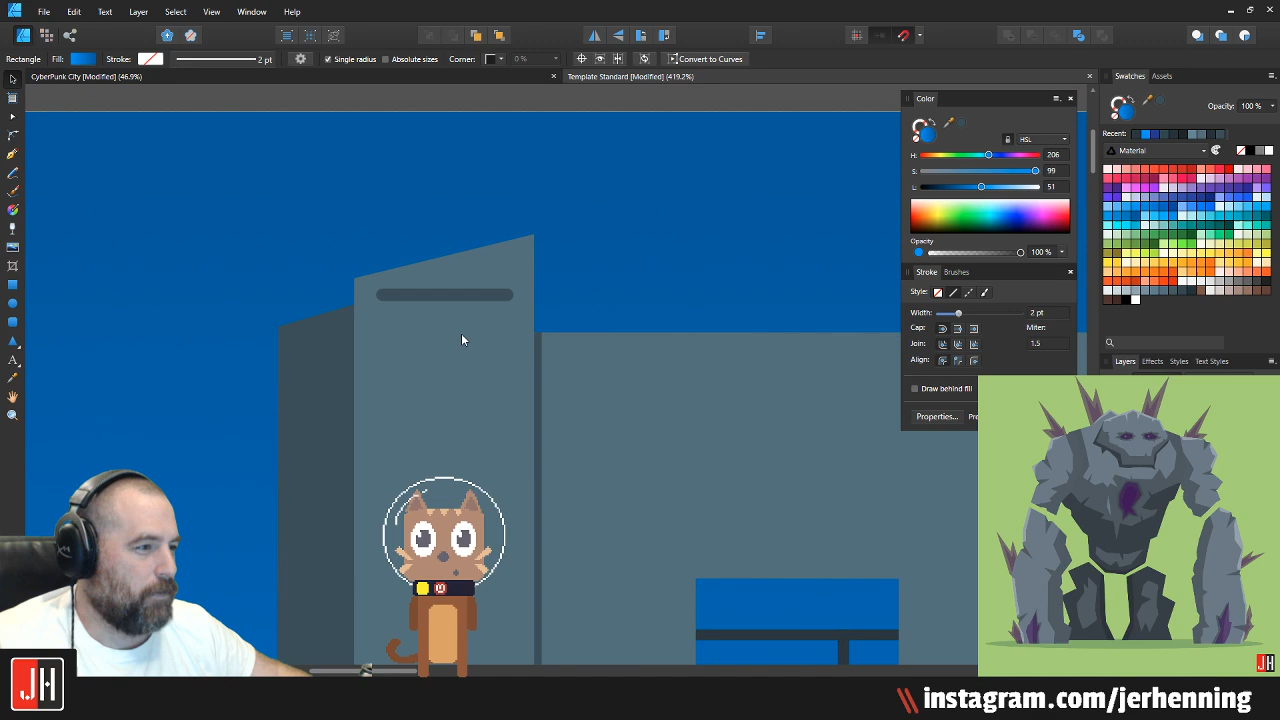 File Edit Text Layer Select View Window Help
Rectangle Fill: Stroke: 2 pt Single radius Absolute sizes Corner: 0 % Convert to Curves
CyberPunk City [Modified] (46.9%) Template Standard [Modified] (419.2%)
Swatches Assets
Color
Opacity: 100 %
HSL
Recent:
H: 206
Material
S: 99
L: 51
Opacity
100 %
Stroke Brushes
Style:
Width: 2 pt
Cap: Miter:
Join: 1.5
Align:
Layers Effects Styles Text Styles
Draw behind fill
Properties... Pre
JH
JH
\\ instagram.com/jerhenning